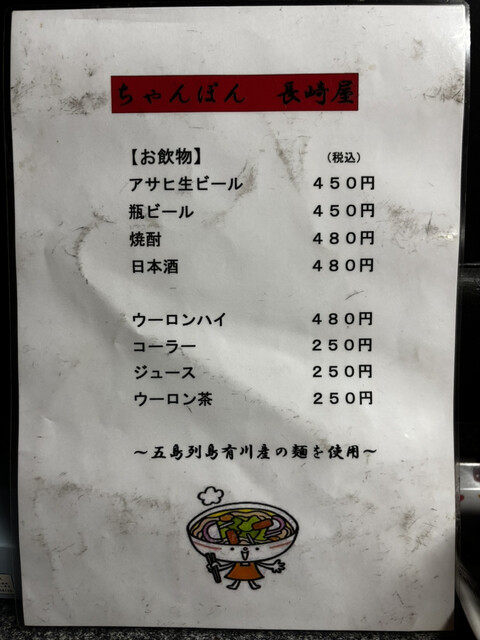 ちゃんぽん 長崎屋
【お飲物】 （税込）
アサヒ生ビール ４５０円
瓶ビール ４５０円
焼酎 ４８０円
日本酒 ４８０円
ウーロンハイ ４８０円
コーラー ２５０円
ジュース ２５０円
ウーロン茶 ２５０円
～五島列島有川産の麺を使用～